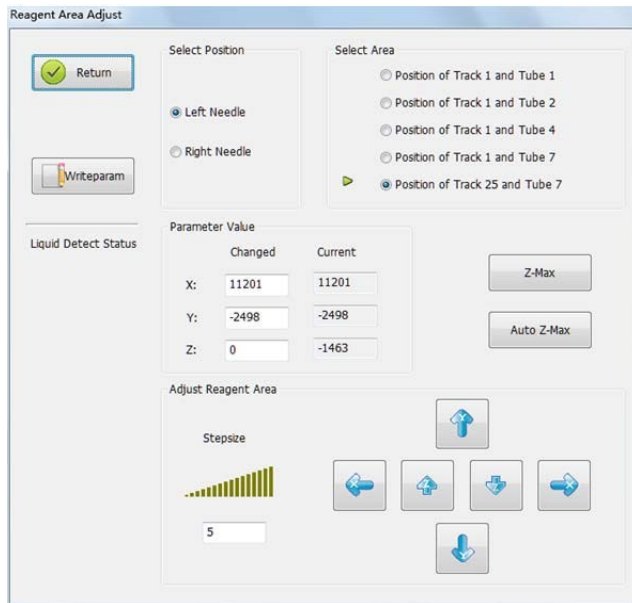 Reagent Area Adjust
Return
Writeparam
Liquid Detect Status
Select Position
Left Needle
Right Needle
Select Area
Position of Track 1 and Tube 1
Position of Track 1 and Tube 2
Position of Track 1 and Tube 4
Position of Track 1 and Tube 7
Position of Track 25 and Tube 7
Parameter Value
Changed Current
X: 11201 11201
Y: -2498 -2498
Z: 0 -1463
Z-Max
Auto Z-Max
Adjust Reagent Area
Stepsize
5
Y
X Z Z X
Y